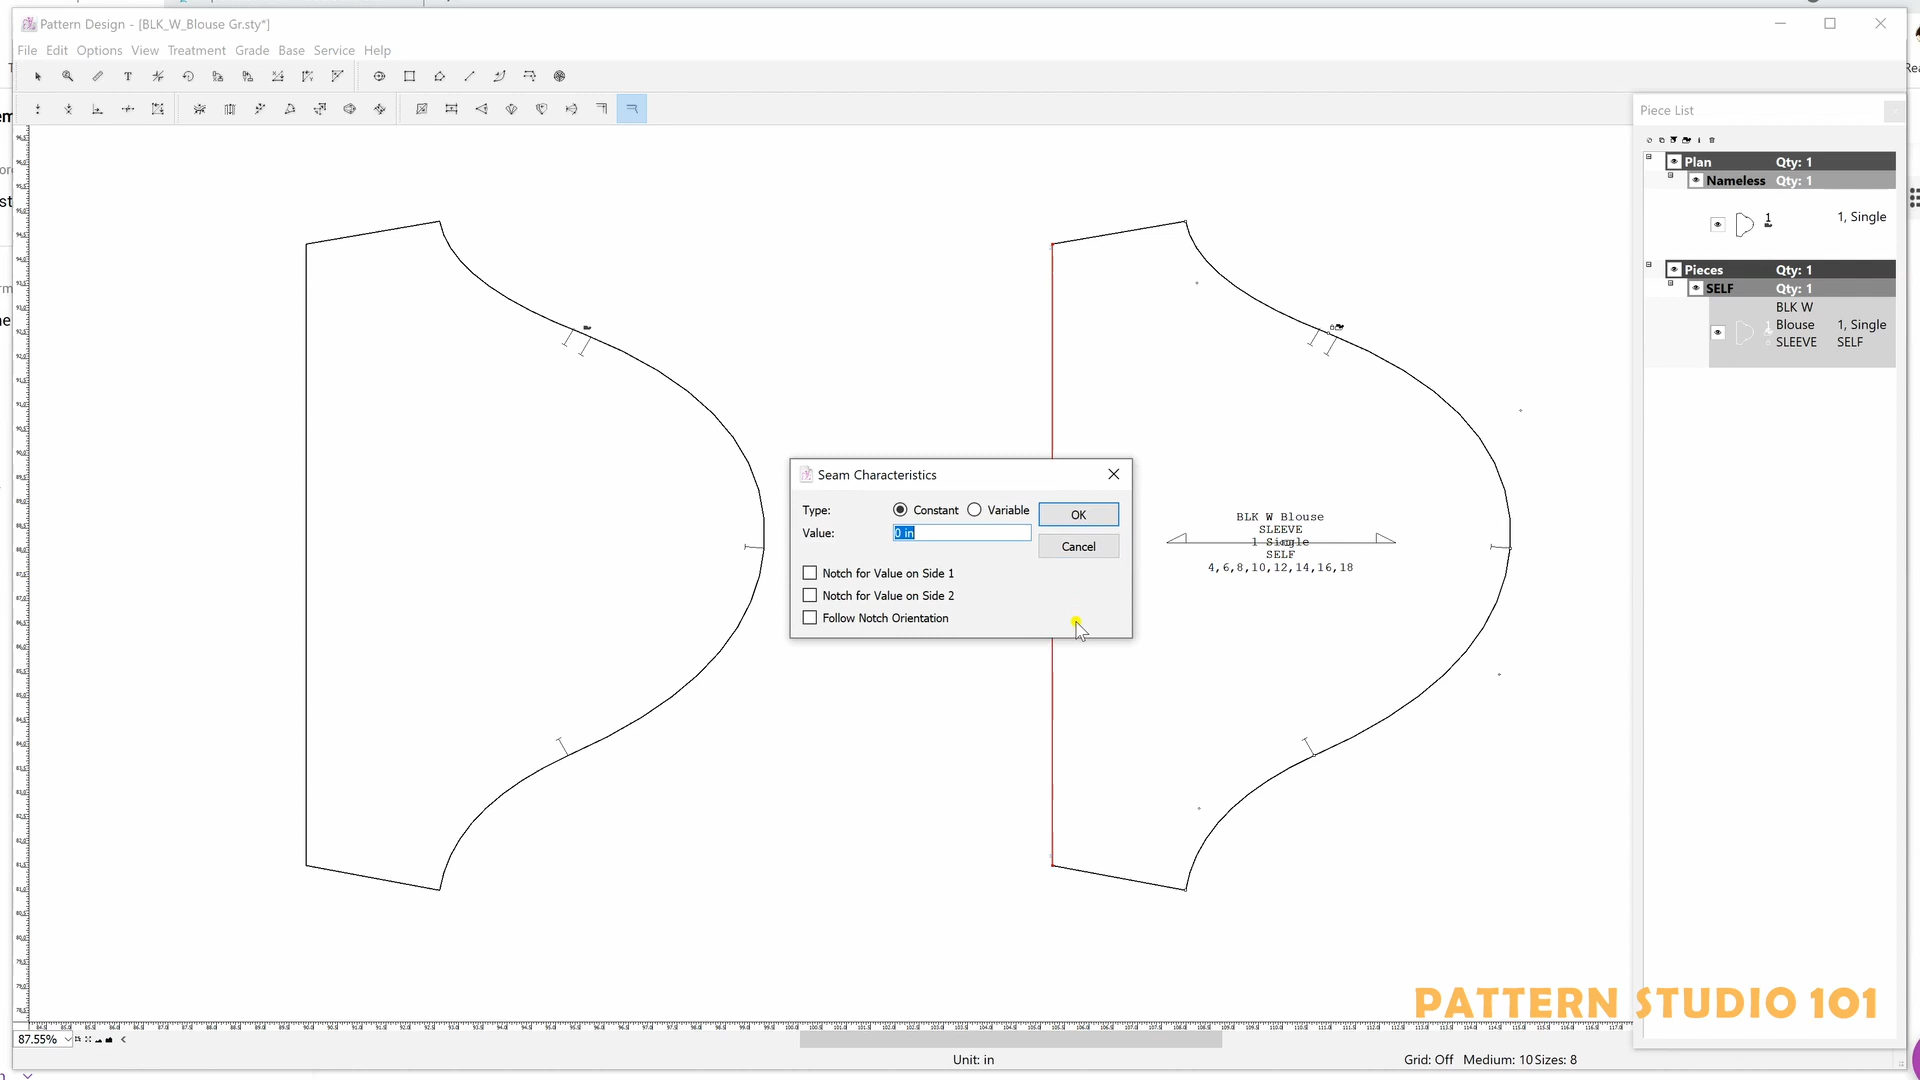 Pattern Design - [BLK_W_Blouse Gr.sty*]
File Edit Options View Treatment Grade Base Service Help
Piece List
Plan Qty: 1
Nameless Qty: 1
1 1, Single
Pieces Qty: 1
SELF Qty: 1
BLK W
Blouse 1, Single
SLEEVE SELF
Seam Characteristics
Type: Constant Variable OK
Value: 0 in
Cancel
Notch for Value on Side 1
Notch for Value on Side 2
Follow Notch Orientation
BLK W Blouse
SLEEVE
1 Single
SELF
4,6,8,10,12,14,16,18
PATTERN STUDIO 101
87.55%
Unit: in
Grid: Off Medium: 10 Sizes: 8